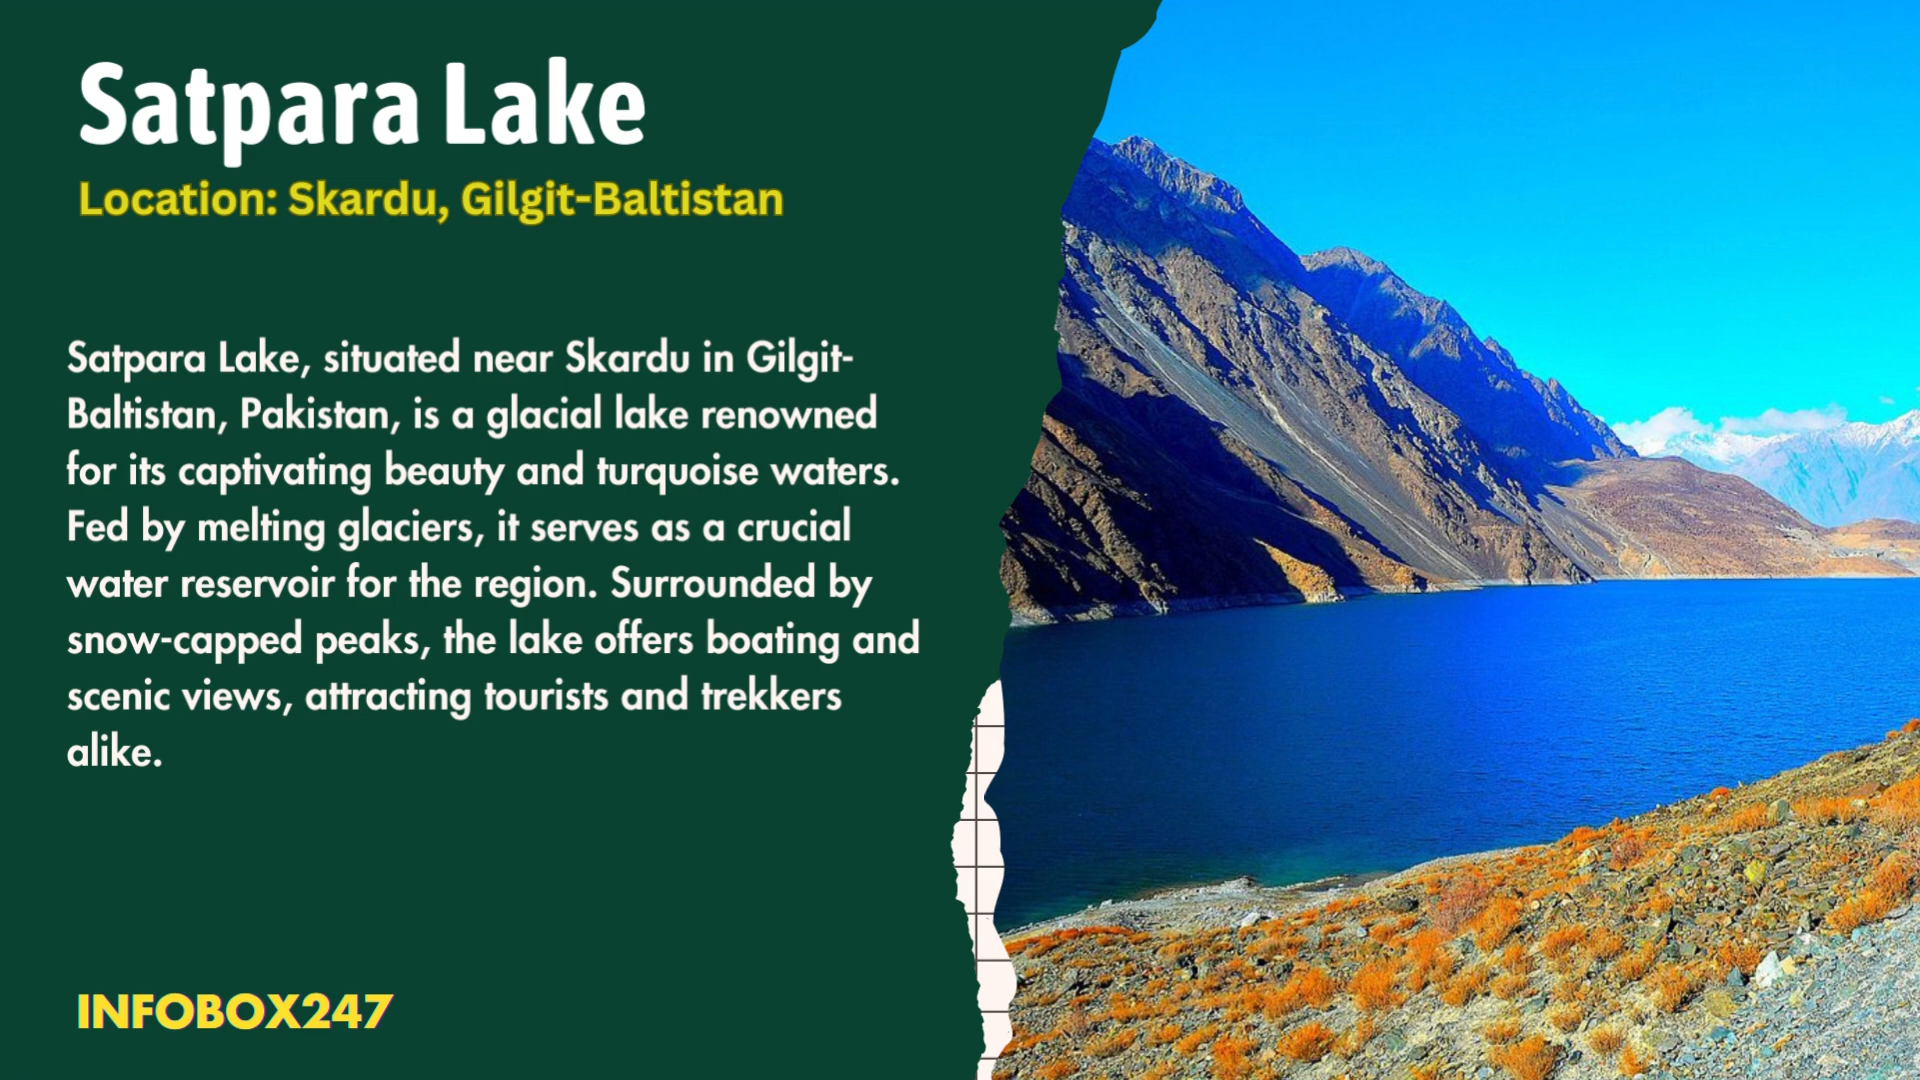 Satpara Lake
Location: Skardu, Gilgit-Baltistan
Satpara Lake, situated near Skardu in Gilgit-
Baltistan, Pakistan, is a glacial lake renowned
for its captivating beauty and turquoise waters.
Fed by melting glaciers, it serves as a crucial
water reservoir for the region. Surrounded by
snow-capped peaks, the lake offers boating and
scenic views, attracting tourists and trekkers
alike.
INFOBOX247